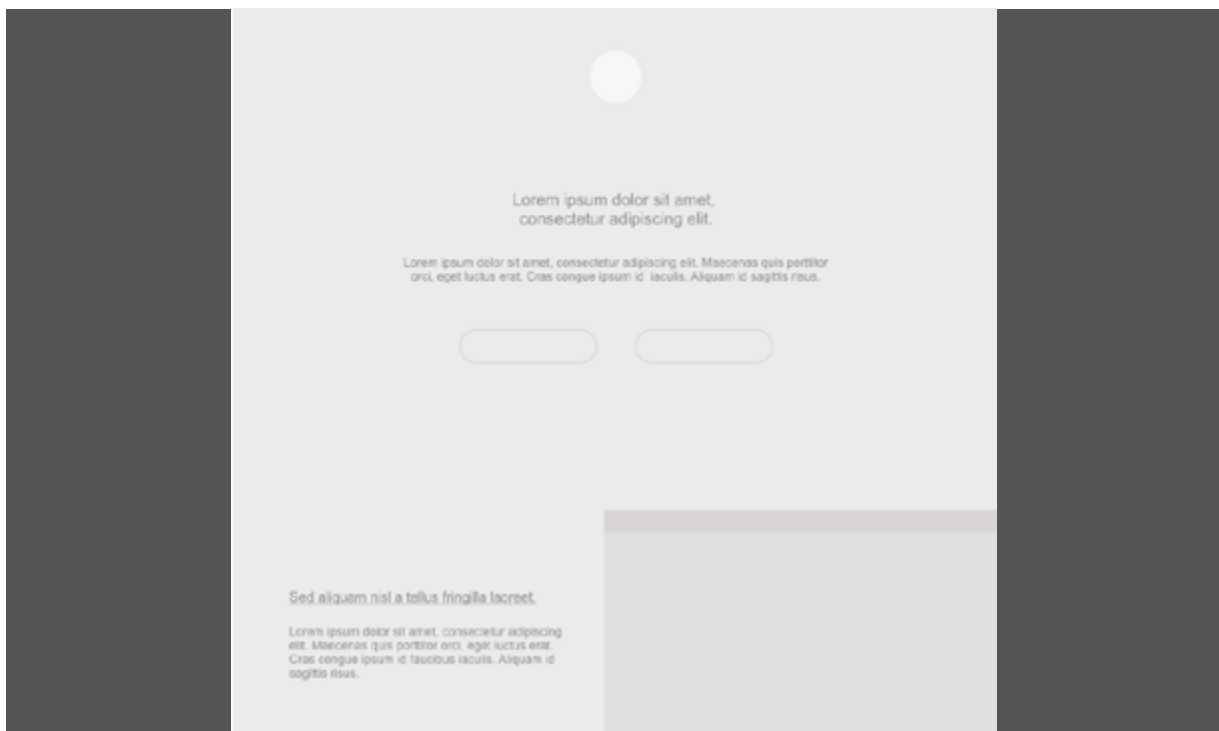 Lorem ipsum dolor sit amet,
consectetur adipiscing elit.
Lorem ipsum dolor sit amet, consectetur adipiscing elit. Maecenas quis porttitor
orci, eget luctus erat. Cras congue ipsum id iaculis. Aliquam id sagittis risus.
Sed aliquam nisl a tellus fringilla laoreet.
Lorem ipsum dolor sit amet, consectetur adipiscing
elit. Maecenas quis porttitor orci, eget luctus erat.
Cras congue ipsum id faucibus iaculis. Aliquam id
sagittis risus.